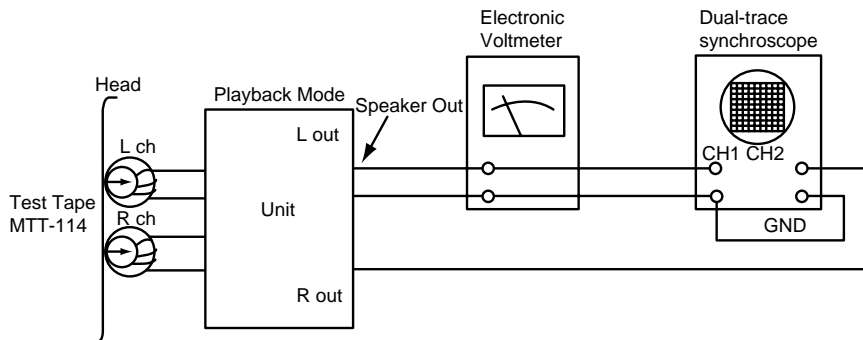 Electronic
Voltmeter
Dual-trace
synchroscope
Head
Playback Mode
Speaker Out
L out
L ch
CH1 CH2
Test Tape
MTT-114
R ch
Unit
GND
R out